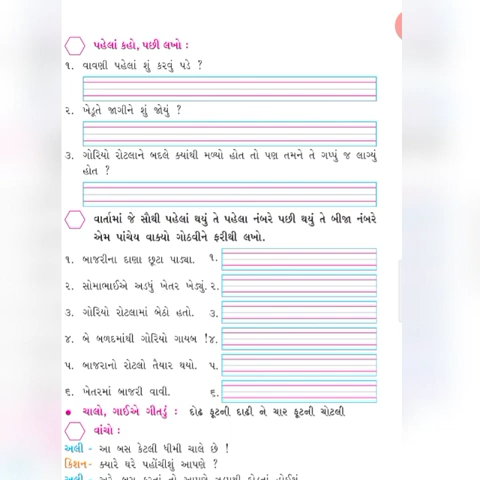 પહેલાં કહો, પછી લખો :
૧. વાવણી પહેલાં શું કરવું પડે ?
૨. ખેડૂતે જાગીને શું જોયું ?
૩. ગોરિયો રોટલાને બદલે ક્યાંથી મળ્યો હોત તો પણ તમને તે ગપ્પું જ લાગ્યું
હોત ?
વાર્તામાં જે સૌથી પહેલાં થયું તે પહેલા નંબરે પછી થયું તે બીજા નંબરે
એમ પાંચેય વાક્યો ગોઠવીને ફરીથી લખો.
૧. બાજરીના દાણા છૂટા પાડ્યા. ૧.
૨. સોમાભાઈએ અડધું ખેતર ખેડ્યું. ૨.
૩. ગોરિયો રોટલામાં બેઠો હતો. ૩.
૪. બે બળદમાંથી ગોરિયો ગાયબ ! ૪.
૫. બાજરાનો રોટલો તૈયાર થયો. ૫.
૬. ખેતરમાં બાજરી વાવી. ૬.
• ચાલો, ગાઈએ ગીતડું : દોઢ ફૂટની દાઢી ને ચાર ફૂટની ચોટલી
વાંચો :
અલી - આ બસ કેટલી ધીમી ચાલે છે !
કિશન - ક્યારે ઘરે પહોંચીશું આપણે ?
અલી -